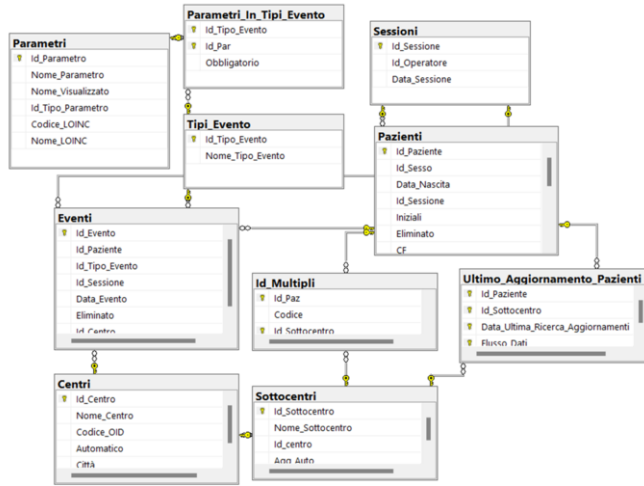 Parametri
Id_Parametro
Nome_Parametro
Nome_Visualizzato
Id_Tipo_Parametro
Codice_LOINC
Nome_LOINC
Parametri_In_Tipi_Evento
Id_Tipo_Evento
Id_Par
Obbligatorio
Sessioni
Id_Sessione
Id_Operatore
Data_Sessione
Tipi_Evento
Id_Tipo_Evento
Nome_Tipo_Evento
Pazienti
Id_Paziente
Id_Sesso
Data_Nascita
Id_Sessione
Iniziali
Eliminato
CF
Eventi
Id_Evento
Id_Paziente
Id_Tipo_Evento
Id_Sessione
Data_Evento
Eliminato
Id_Centro
Id_Multipli
Id_Paz
Codice
Id_Sottocentro
Ultimo_Aggiornamento_Pazienti
Id_Paziente
Id_Sottocentro
Data_Ultima_Ricerca_Aggiornamenti
Flusso_Dati
Centri
Id_Centro
Nome_Centro
Codice_OID
Automatico
Città
Sottocentri
Id_Sottocentro
Nome_Sottocentro
Id_centro
Agg_Auto